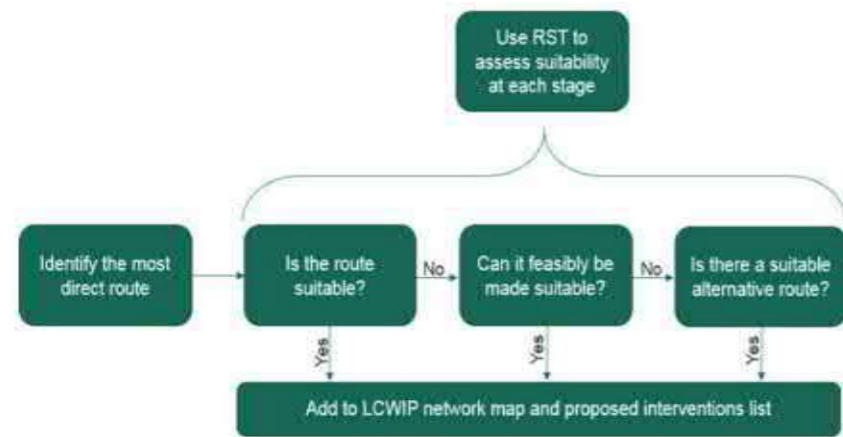 Use RST to
assess suitability
at each stage
Identify the most
direct route
Is the route
suitable?
No
Can it feasibly be
made suitable?
No
Is there a suitable
alternative route?
Yes
Yes
Yes
Add to LCWIP network map and proposed interventions list